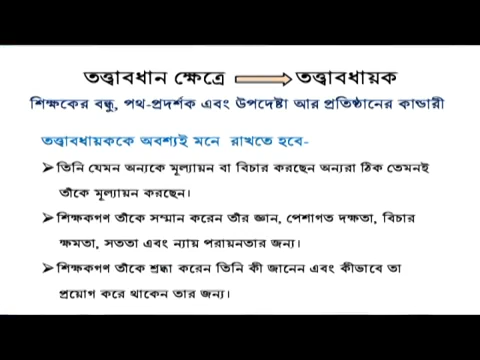 তত্ত্বাবধান ক্ষেত্রে তত্ত্বাবধায়ক
শিক্ষকের বন্ধু, পথ-প্রদর্শক এবং উপদেষ্টা আর প্রতিষ্ঠানের কান্ডারী
তত্ত্বাবধায়ককে অবশ্যই মনে রাখতে হবে-
তিনি যেমন অন্যকে মূল্যায়ন বা বিচার করছেন অন্যরা ঠিক তেমনই
তাঁকে মূল্যায়ন করছেন।
শিক্ষকগণ তাঁকে সম্মান করেন তাঁর জ্ঞান, পেশাগত দক্ষতা, বিচার
ক্ষমতা, সততা এবং ন্যায় পরায়নতার জন্য।
শিক্ষকগণ তাঁকে শ্রদ্ধা করেন তিনি কী জানেন এবং কীভাবে তা
প্রয়োগ করে থাকেন তার জন্য।